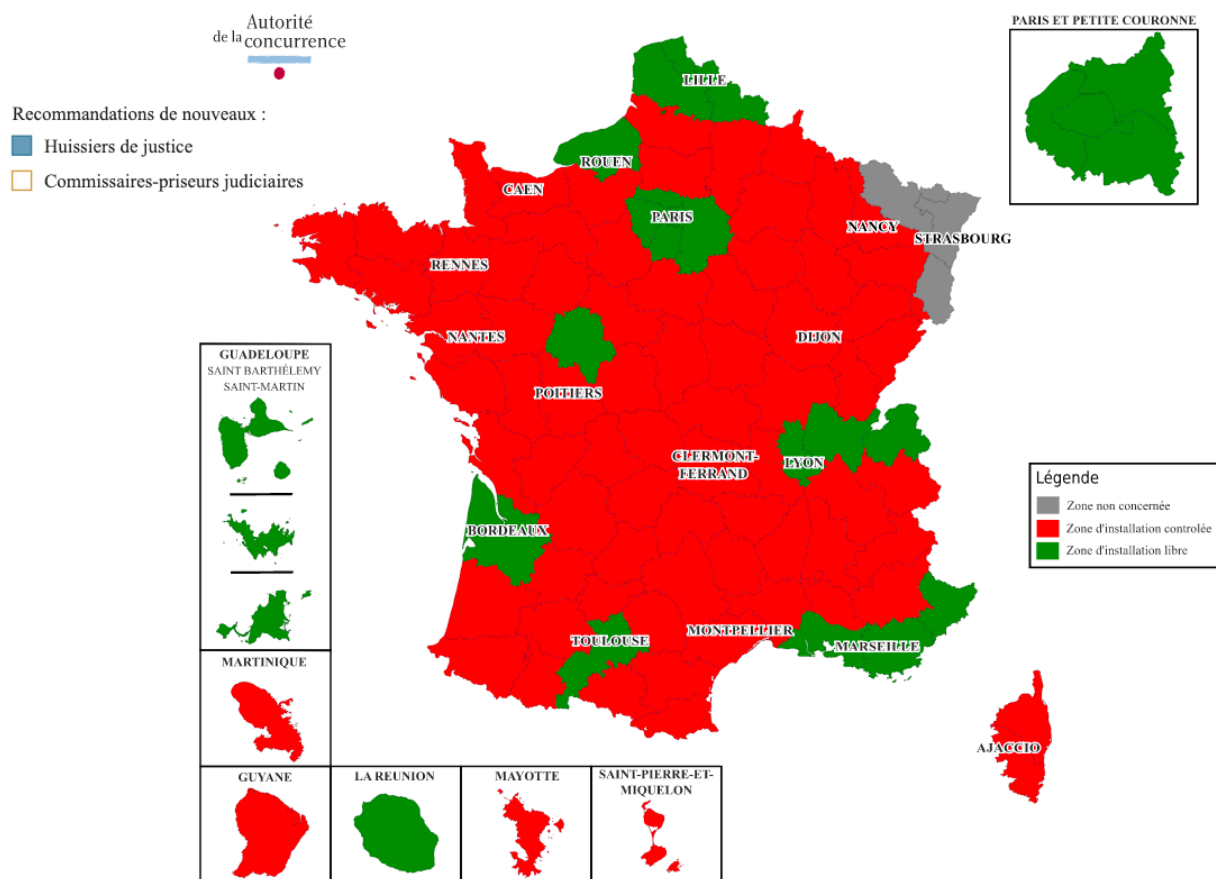 Autorité
de la concurrence
Recommandations de nouveaux :
Huissiers de justice
Commissaires-priseurs judiciaires
PARIS ET PETITE COURONNE
LILLE
ROUEN
CAEN
PARIS
NANCY
STRASBOURG
RENNES
NANTES
DIJON
POITIERS
CLERMONT-
FERRAND
LYON
BORDEAUX
TOULOUSE
MONTPELLIER
MARSEILLE
AJACCIO
GUADELOUPE
SAINT BARTHÉLEMY
SAINT-MARTIN
MARTINIQUE
GUYANE
LA REUNION
MAYOTTE
SAINT-PIERRE-ET-
MIQUELON
Légende
Zone non concernée
Zone d'installation controlée
Zone d'installation libre